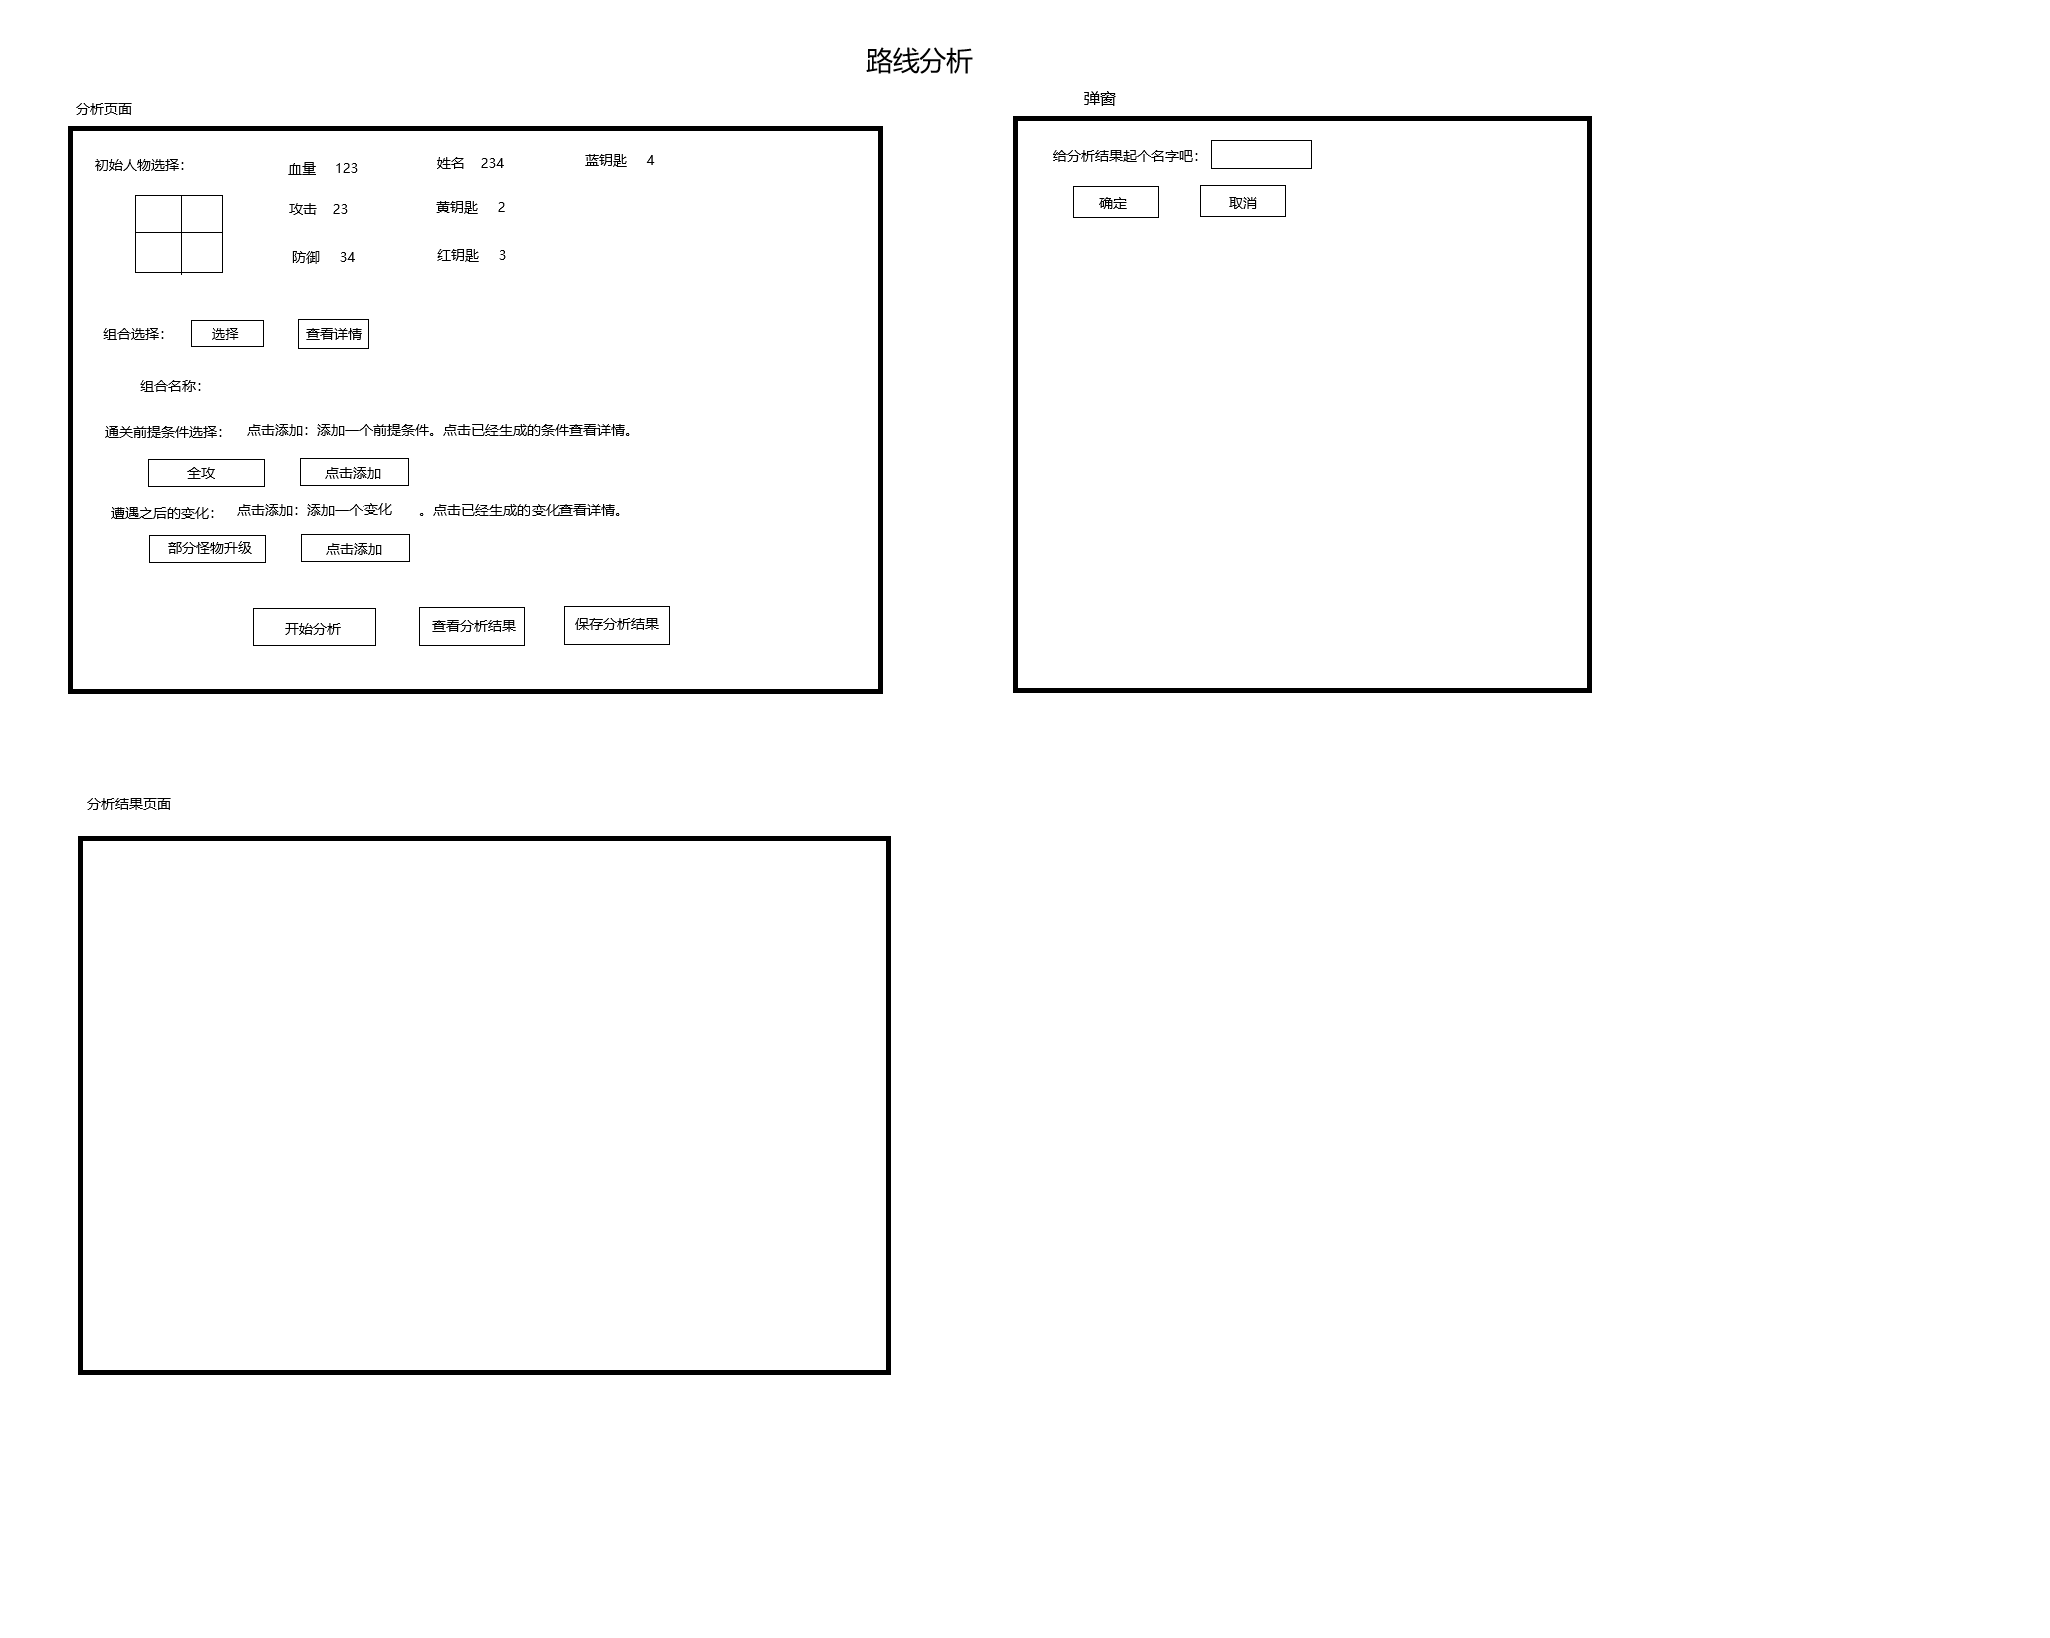 路线分析
分析页面
初始人物选择：
血量 123
姓名 234
蓝钥匙 4
攻击 23
黄钥匙 2
防御 34
红钥匙 3
组合选择： 选择 查看详情
组合名称：
通关前提条件选择： 点击添加：添加一个前提条件。点击已经生成的条件查看详情。
全攻 点击添加
遭遇之后的变化： 点击添加：添加一个变化 。点击已经生成的变化查看详情。
部分怪物升级 点击添加
开始分析 查看分析结果 保存分析结果
弹窗
给分析结果起个名字吧：
确定 取消
分析结果页面